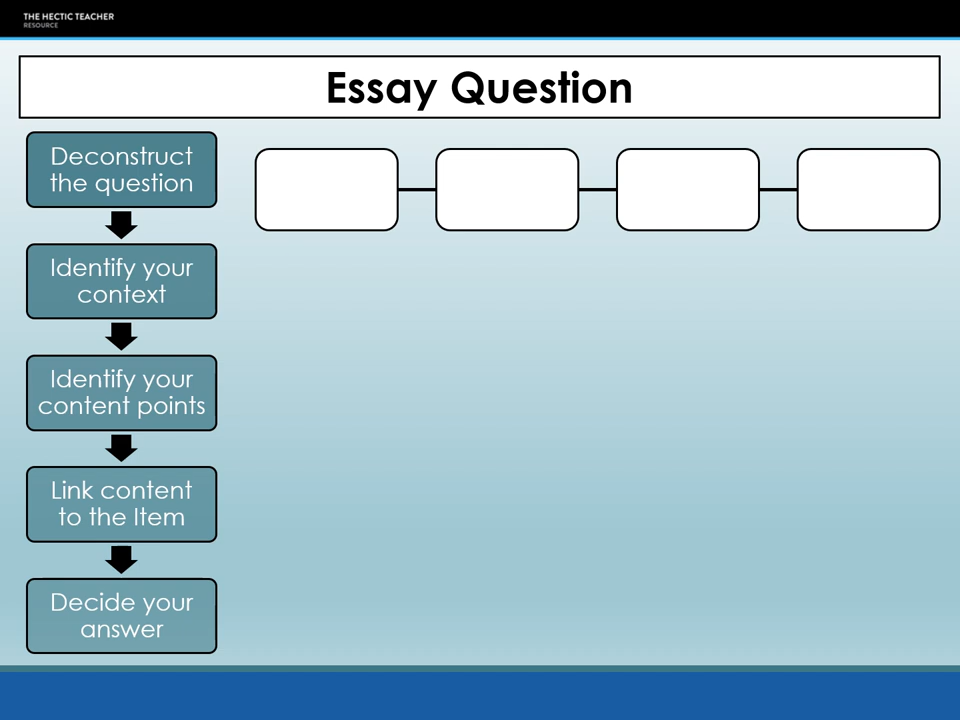 THE HECTIC TEACHER
RESOURCE
Essay Question
Deconstruct
the question
Identify your
context
Identify your
content points
Link content
to the Item
Decide your
answer